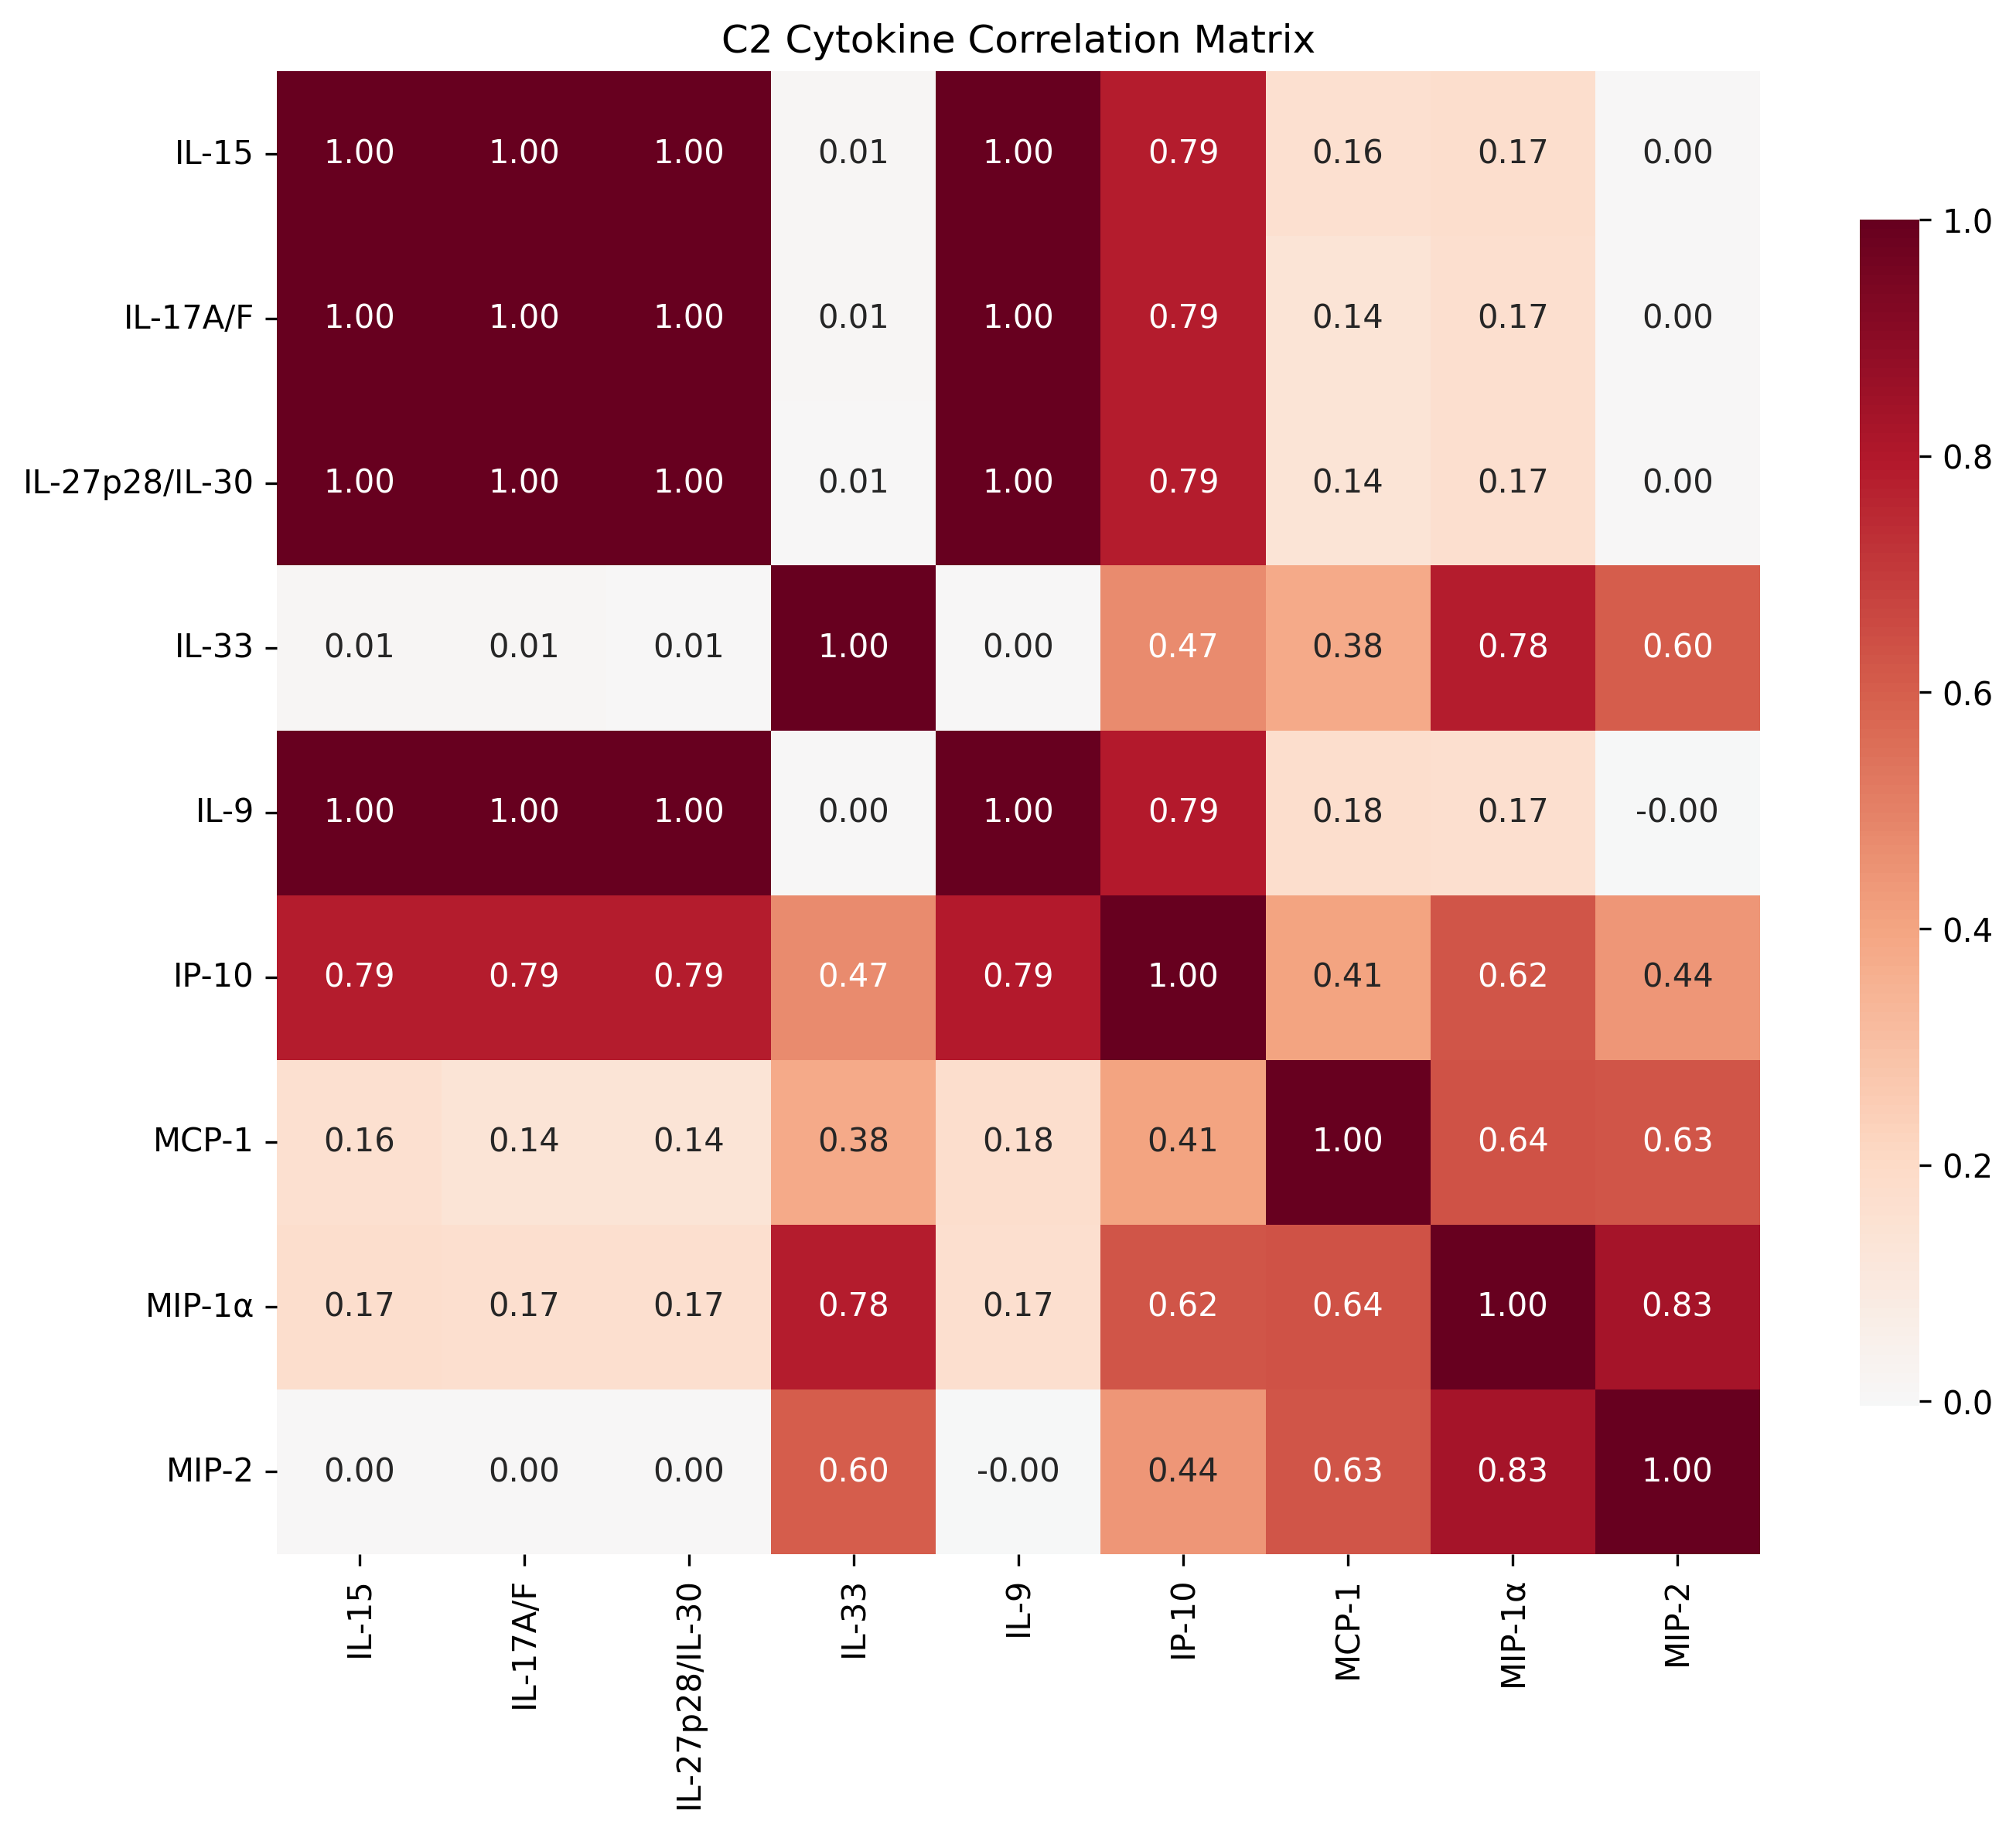 C2 Cytokine Correlation Matrix
IL-15 1.00 1.00 1.00 0.01 1.00 0.79 0.16 0.17 0.00
IL-17A/F 1.00 1.00 1.00 0.01 1.00 0.79 0.14 0.17 0.00
IL-27p28/IL-30 1.00 1.00 1.00 0.01 1.00 0.79 0.14 0.17 0.00
IL-33 0.01 0.01 0.01 1.00 0.00 0.47 0.38 0.78 0.60
IL-9 1.00 1.00 1.00 0.00 1.00 0.79 0.18 0.17 -0.00
IP-10 0.79 0.79 0.79 0.47 0.79 1.00 0.41 0.62 0.44
MCP-1 0.16 0.14 0.14 0.38 0.18 0.41 1.00 0.64 0.63
MIP-1α 0.17 0.17 0.17 0.78 0.17 0.62 0.64 1.00 0.83
MIP-2 0.00 0.00 0.00 0.60 -0.00 0.44 0.63 0.83 1.00
IL-15 IL-17A/F IL-27p28/IL-30 IL-33 IL-9 IP-10 MCP-1 MIP-1α MIP-2
1.0
0.8
0.6
0.4
0.2
0.0